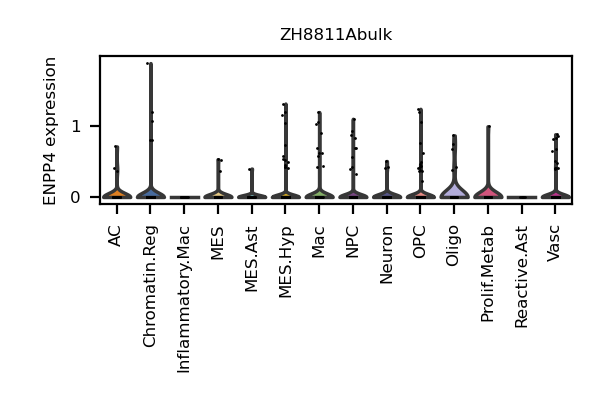 ZH8811Abulk
ENPP4 expression
1
0
AC
Chromatin.Reg
Inflammatory.Mac
MES
MES.Ast
MES.Hyp
Mac
NPC
Neuron
OPC
Oligo
Prolif.Metab
Reactive.Ast
Vasc